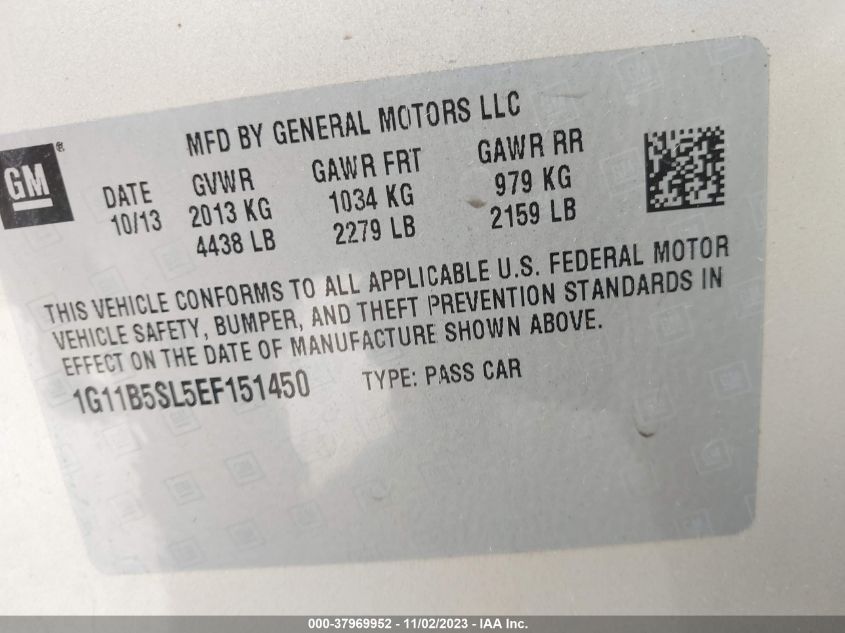 MFD BY GENERAL MOTORS LLC
GM ®
DATE GVWR GAWR FRT GAWR RR
10/13 2013 KG 1034 KG 979 KG
4438 LB 2279 LB 2159 LB
THIS VEHICLE CONFORMS TO ALL APPLICABLE U.S. FEDERAL MOTOR
VEHICLE SAFETY, BUMPER, AND THEFT PREVENTION STANDARDS IN
EFFECT ON THE DATE OF MANUFACTURE SHOWN ABOVE.
1G11B5SL5EF151450 TYPE: PASS CAR
000-37969952 - 11/02/2023 - IAA Inc.